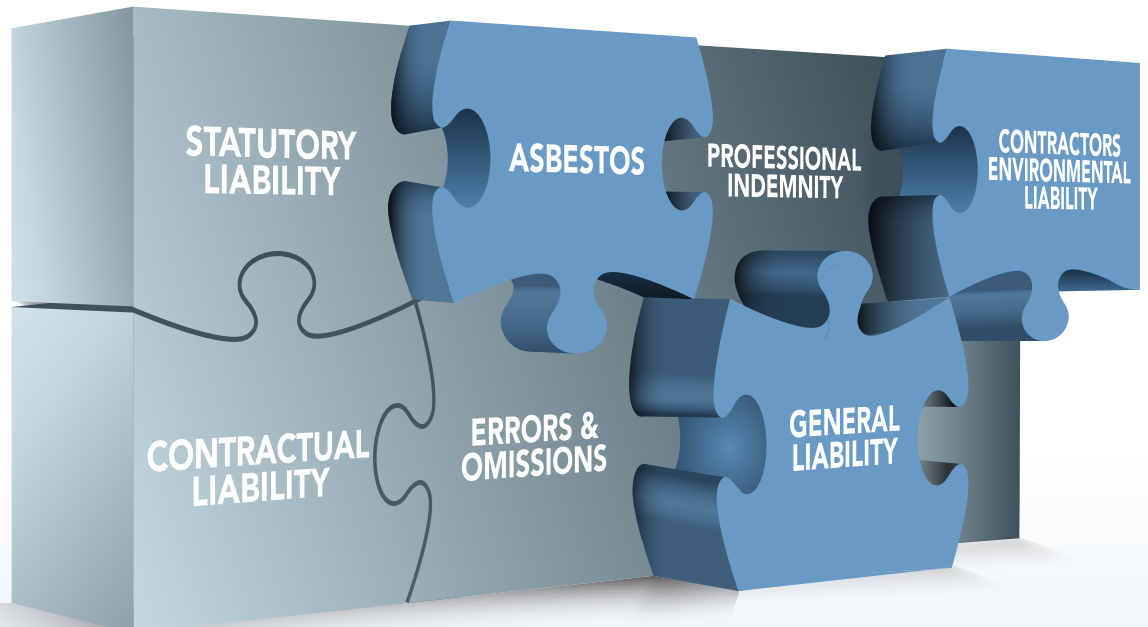 STATUTORY
LIABILITY
ASBESTOS
PROFESSIONAL
INDEMNITY
CONTRACTORS
ENVIRONMENTAL
LIABILITY
CONTRACTUAL
LIABILITY
ERRORS &
OMISSIONS
GENERAL
LIABILITY